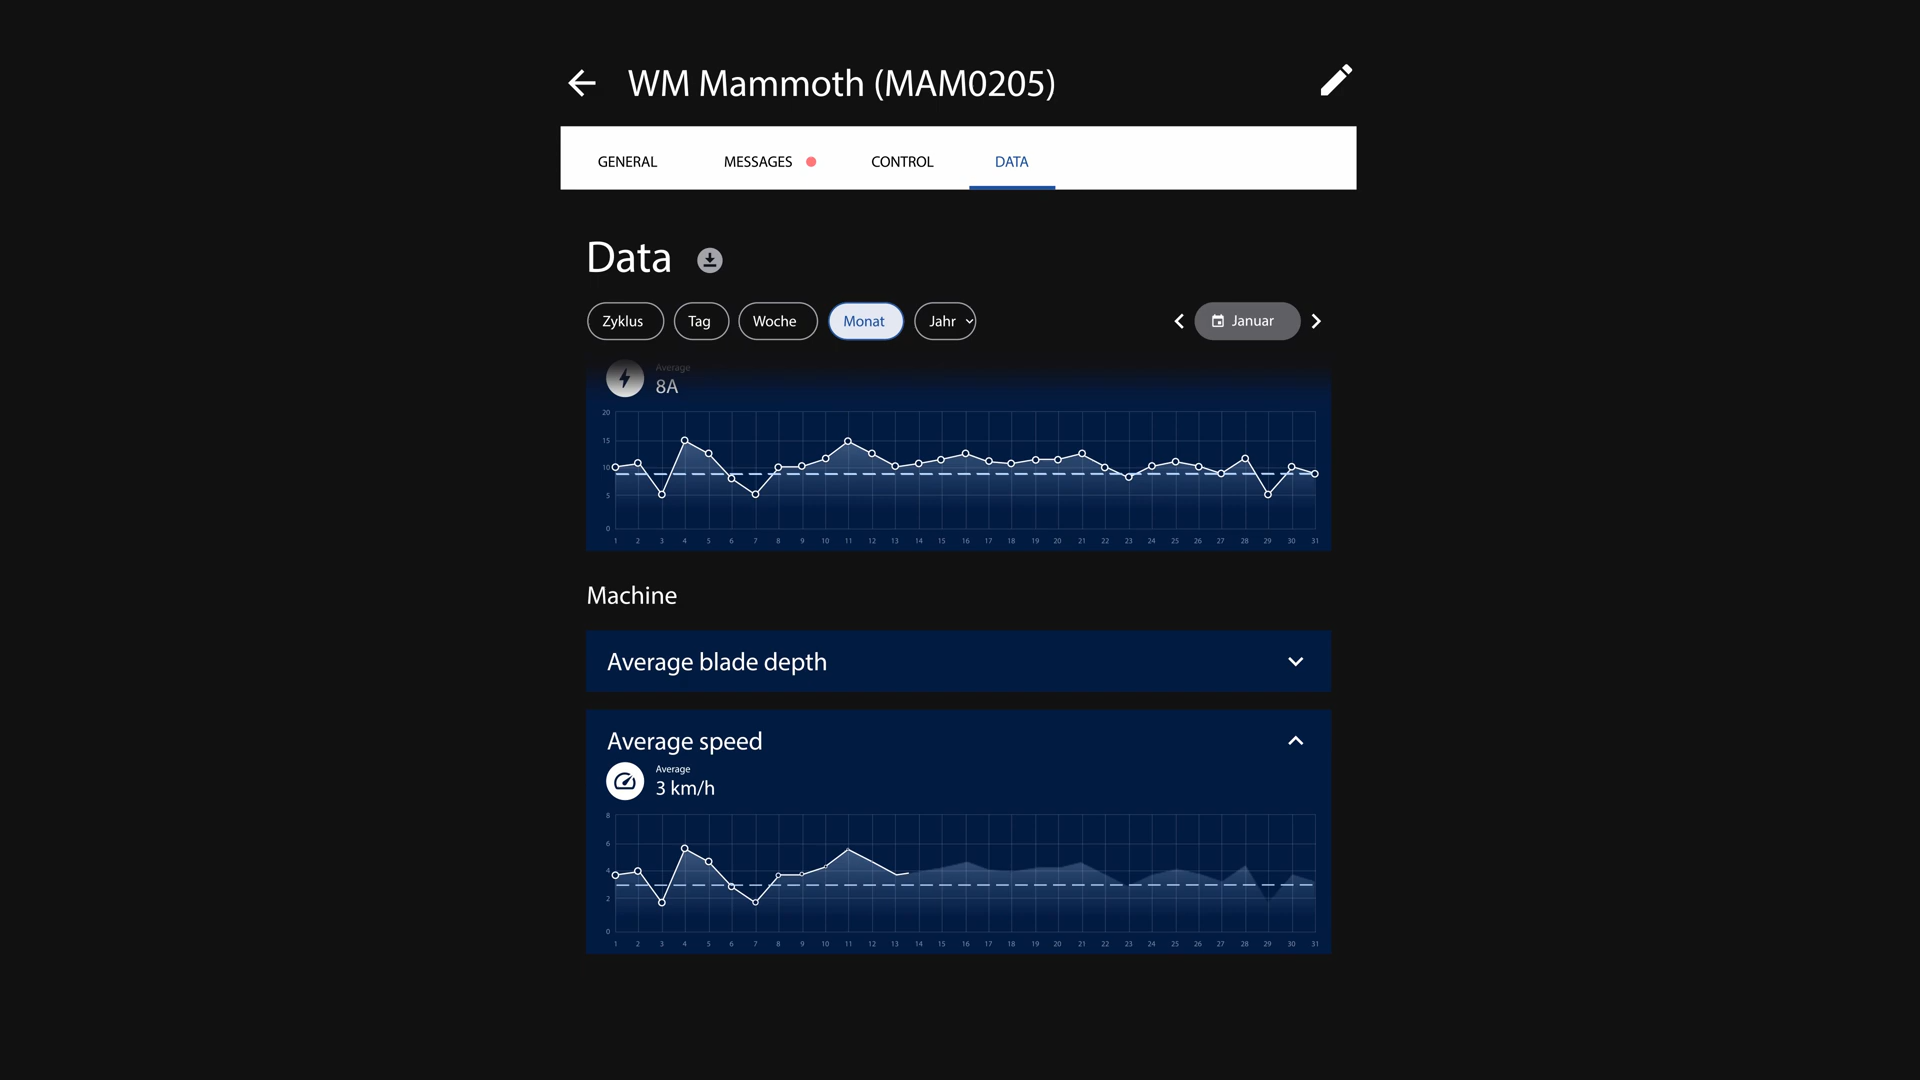 WM Mammoth (MAM0205)
GENERAL MESSAGES CONTROL DATA
Data
Zyklus Tag Woche Monat Jahr Januar
Average
8A
20
15
10
5
0
1 2 3 4 5 6 7 8 9 10 11 12 13 14 15 16 17 18 19 20 21 22 23 24 25 26 27 28 29 30 31
Machine
Average blade depth
Average speed
Average
3 km/h
8
6
4
2
0
1 2 3 4 5 6 7 8 9 10 11 12 13 14 15 16 17 18 19 20 21 22 23 24 25 26 27 28 29 30 31